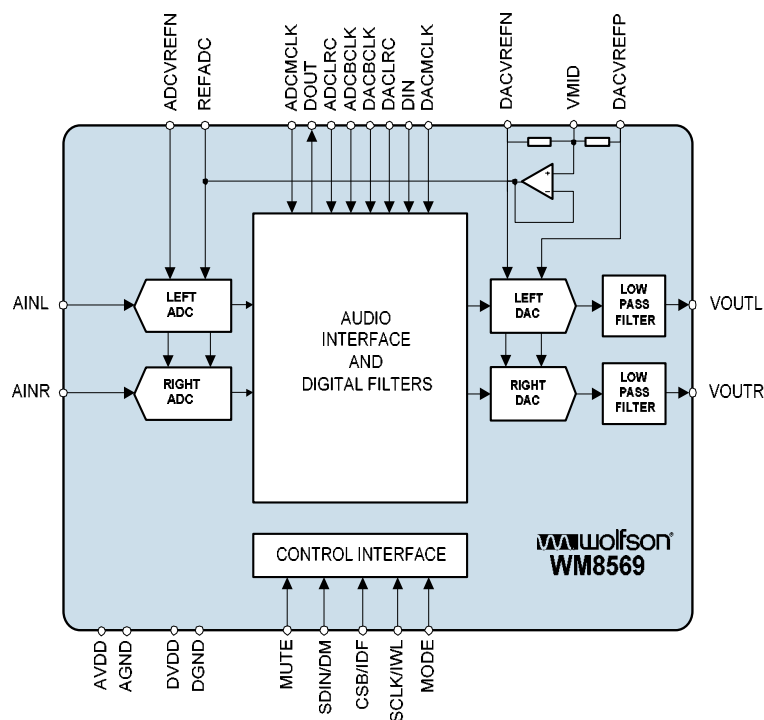 ADCVREFN
REFADC
ADCMCLK
DOUT
ADCLRC
ADCBCLK
DACBCLK
DACLRC
DIN
DACMCLK
DACVREFN
VMID
DACVREFP
+
−
AINL
LEFT
ADC
AUDIO
INTERFACE
AND
DIGITAL FILTERS
LEFT
DAC
LOW
PASS
FILTER
VOUTL
AINR
RIGHT
ADC
RIGHT
DAC
LOW
PASS
FILTER
VOUTR
CONTROL INTERFACE
wolfson®
WM8569
AVDD
AGND
DVDD
DGND
MUTE
SDIN/DM
CSB/IDF
SCLK/IWL
MODE